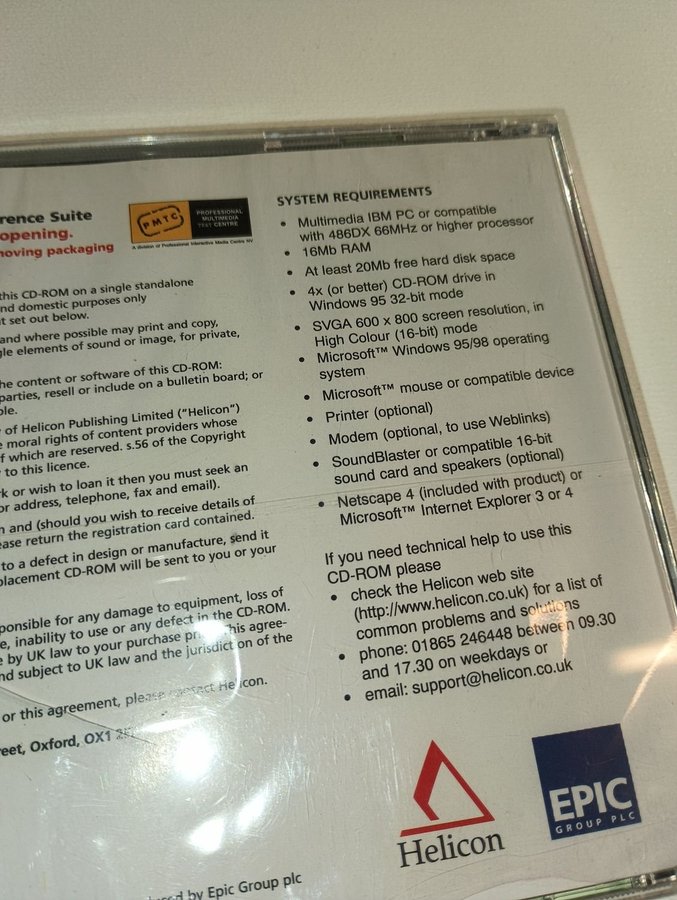 rence Suite
opening.
moving packaging
PMTC
PROFESSIONAL
MULTIMEDIA
TEST CENTRE
A division of Professional Interactive Media Centre NV
this CD-ROM on a single standalone
nd domestic purposes only
t set out below.
and where possible may print and copy,
gle elements of sound or image, for private,
he content or software of this CD-ROM:
parties, resell or include on a bulletin board; or
le.
of Helicon Publishing Limited ("Helicon")
e moral rights of content providers whose
f which are reserved. s.56 of the Copyright
to this licence.
rk or wish to loan it then you must seek an
or address, telephone, fax and email).
n and (should you wish to receive details of
ease return the registration card contained.
to a defect in design or manufacture, send it
placement CD-ROM will be sent to you or your
ponsible for any damage to equipment, loss of
e, inability to use or any defect in the CD-ROM.
e by UK law to your purchase This agree-
nd subject to UK law and the jurisdiction of the
or this agreement, please contact Helicon.
reet, Oxford, OX1
by Epic Group plc
SYSTEM REQUIREMENTS
• Multimedia IBM PC or compatible
with 486DX 66MHz or higher processor
• 16Mb RAM
• At least 20Mb free hard disk space
• 4x (or better) CD-ROM drive in
Windows 95 32-bit mode
• SVGA 600 x 800 screen resolution, in
High Colour (16-bit) mode
• Microsoft™ Windows 95/98 operating
system
• Microsoft™ mouse or compatible device
• Printer (optional)
• Modem (optional, to use Weblinks)
• SoundBlaster or compatible 16-bit
sound card and speakers (optional)
• Netscape 4 (included with product) or
Microsoft™ Internet Explorer 3 or 4
If you need technical help to use this
CD-ROM please
• check the Helicon web site
(http://www.helicon.co.uk) for a list of
common problems and solutions
• phone: 01865 246448 between 09.30
and 17.30 on weekdays or
• email: support@helicon.co.uk
Helicon
EPIC
GROUP PLC